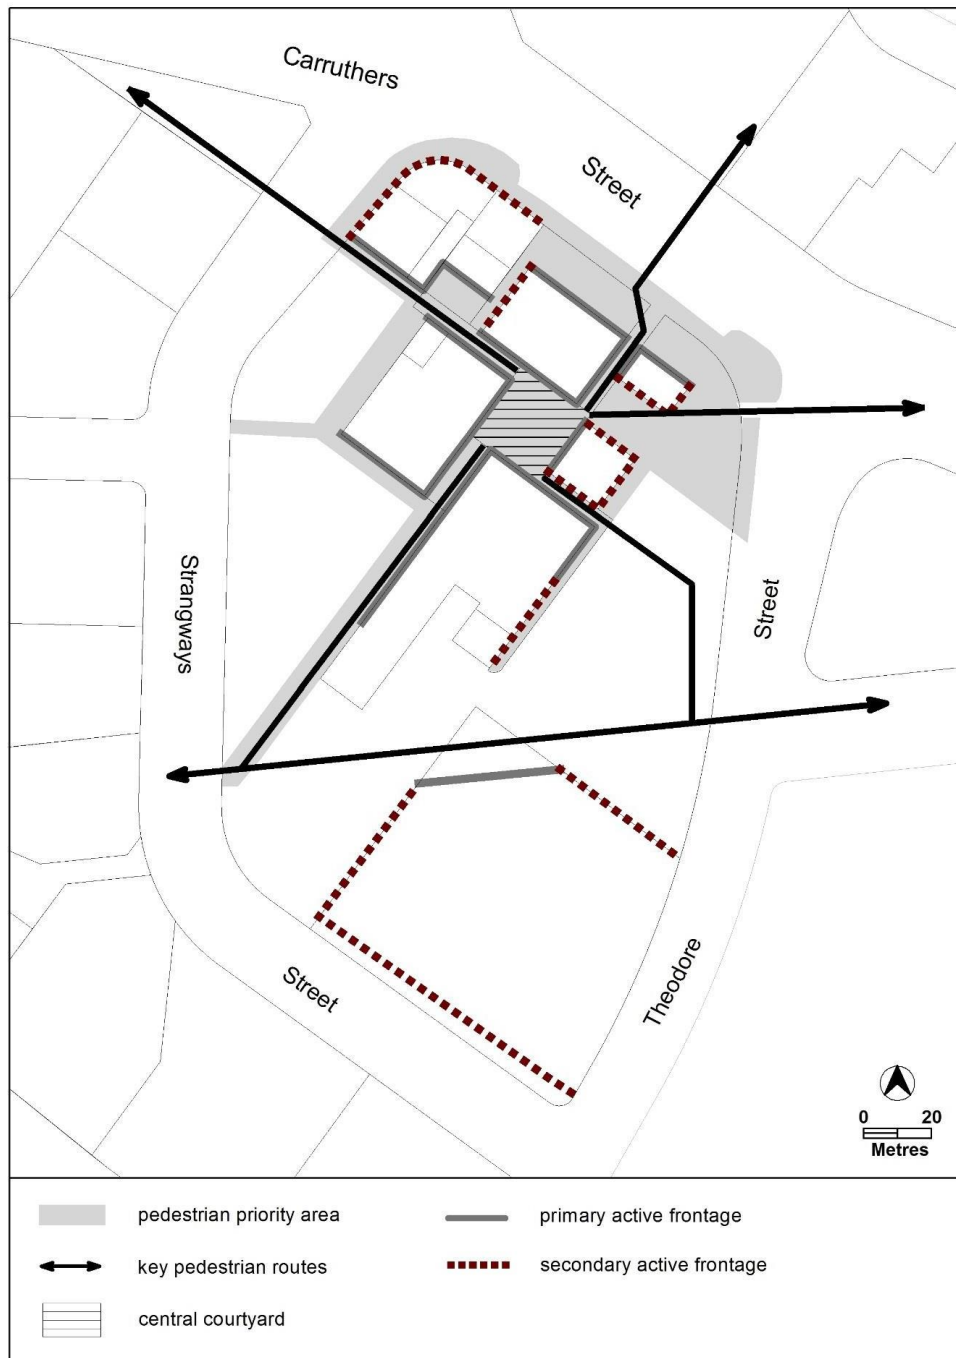 Carruthers
Street
Strangways
Street
Street
Theodore
0 20
Metres
pedestrian priority area
primary active frontage
key pedestrian routes
secondary active frontage
central courtyard